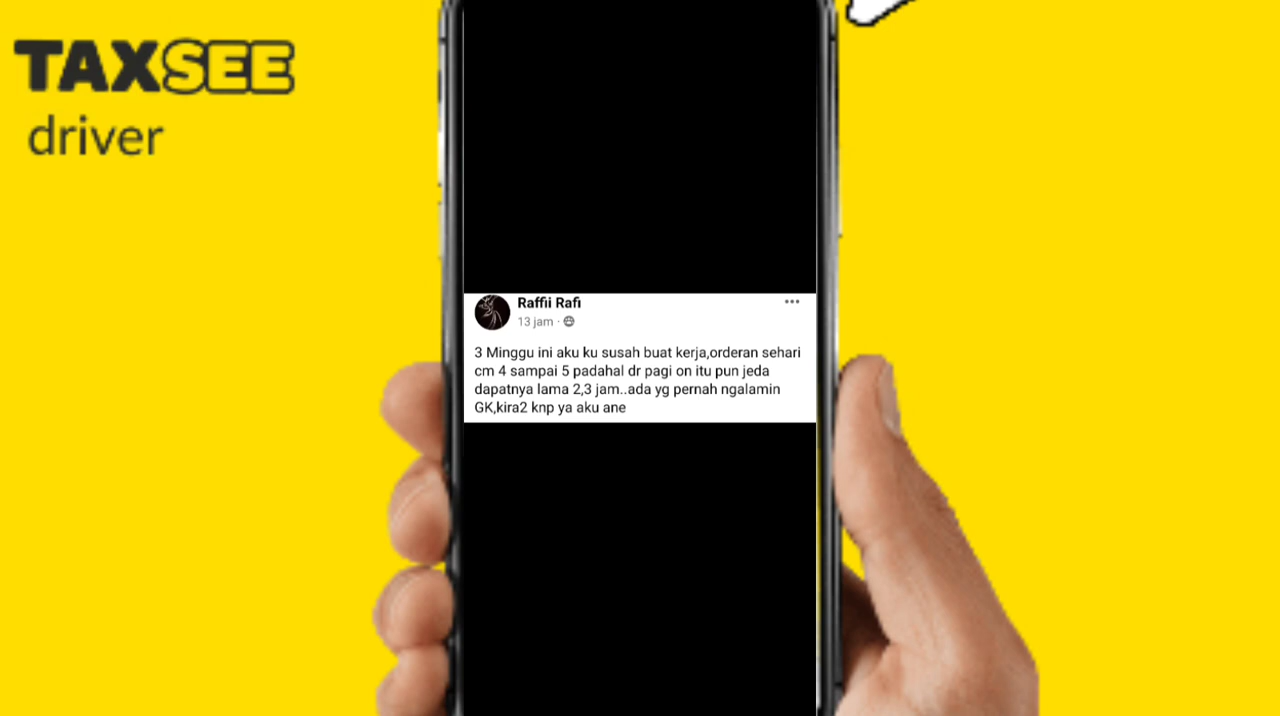 TAXSEE
driver
Raffii Rafi
13 jam ·
3 Minggu ini aku ku susah buat kerja,orderan sehari
cm 4 sampai 5 padahal dr pagi on itu pun jeda
dapatnya lama 2,3 jam..ada yg pernah ngalamin
GK,kira2 knp ya aku ane